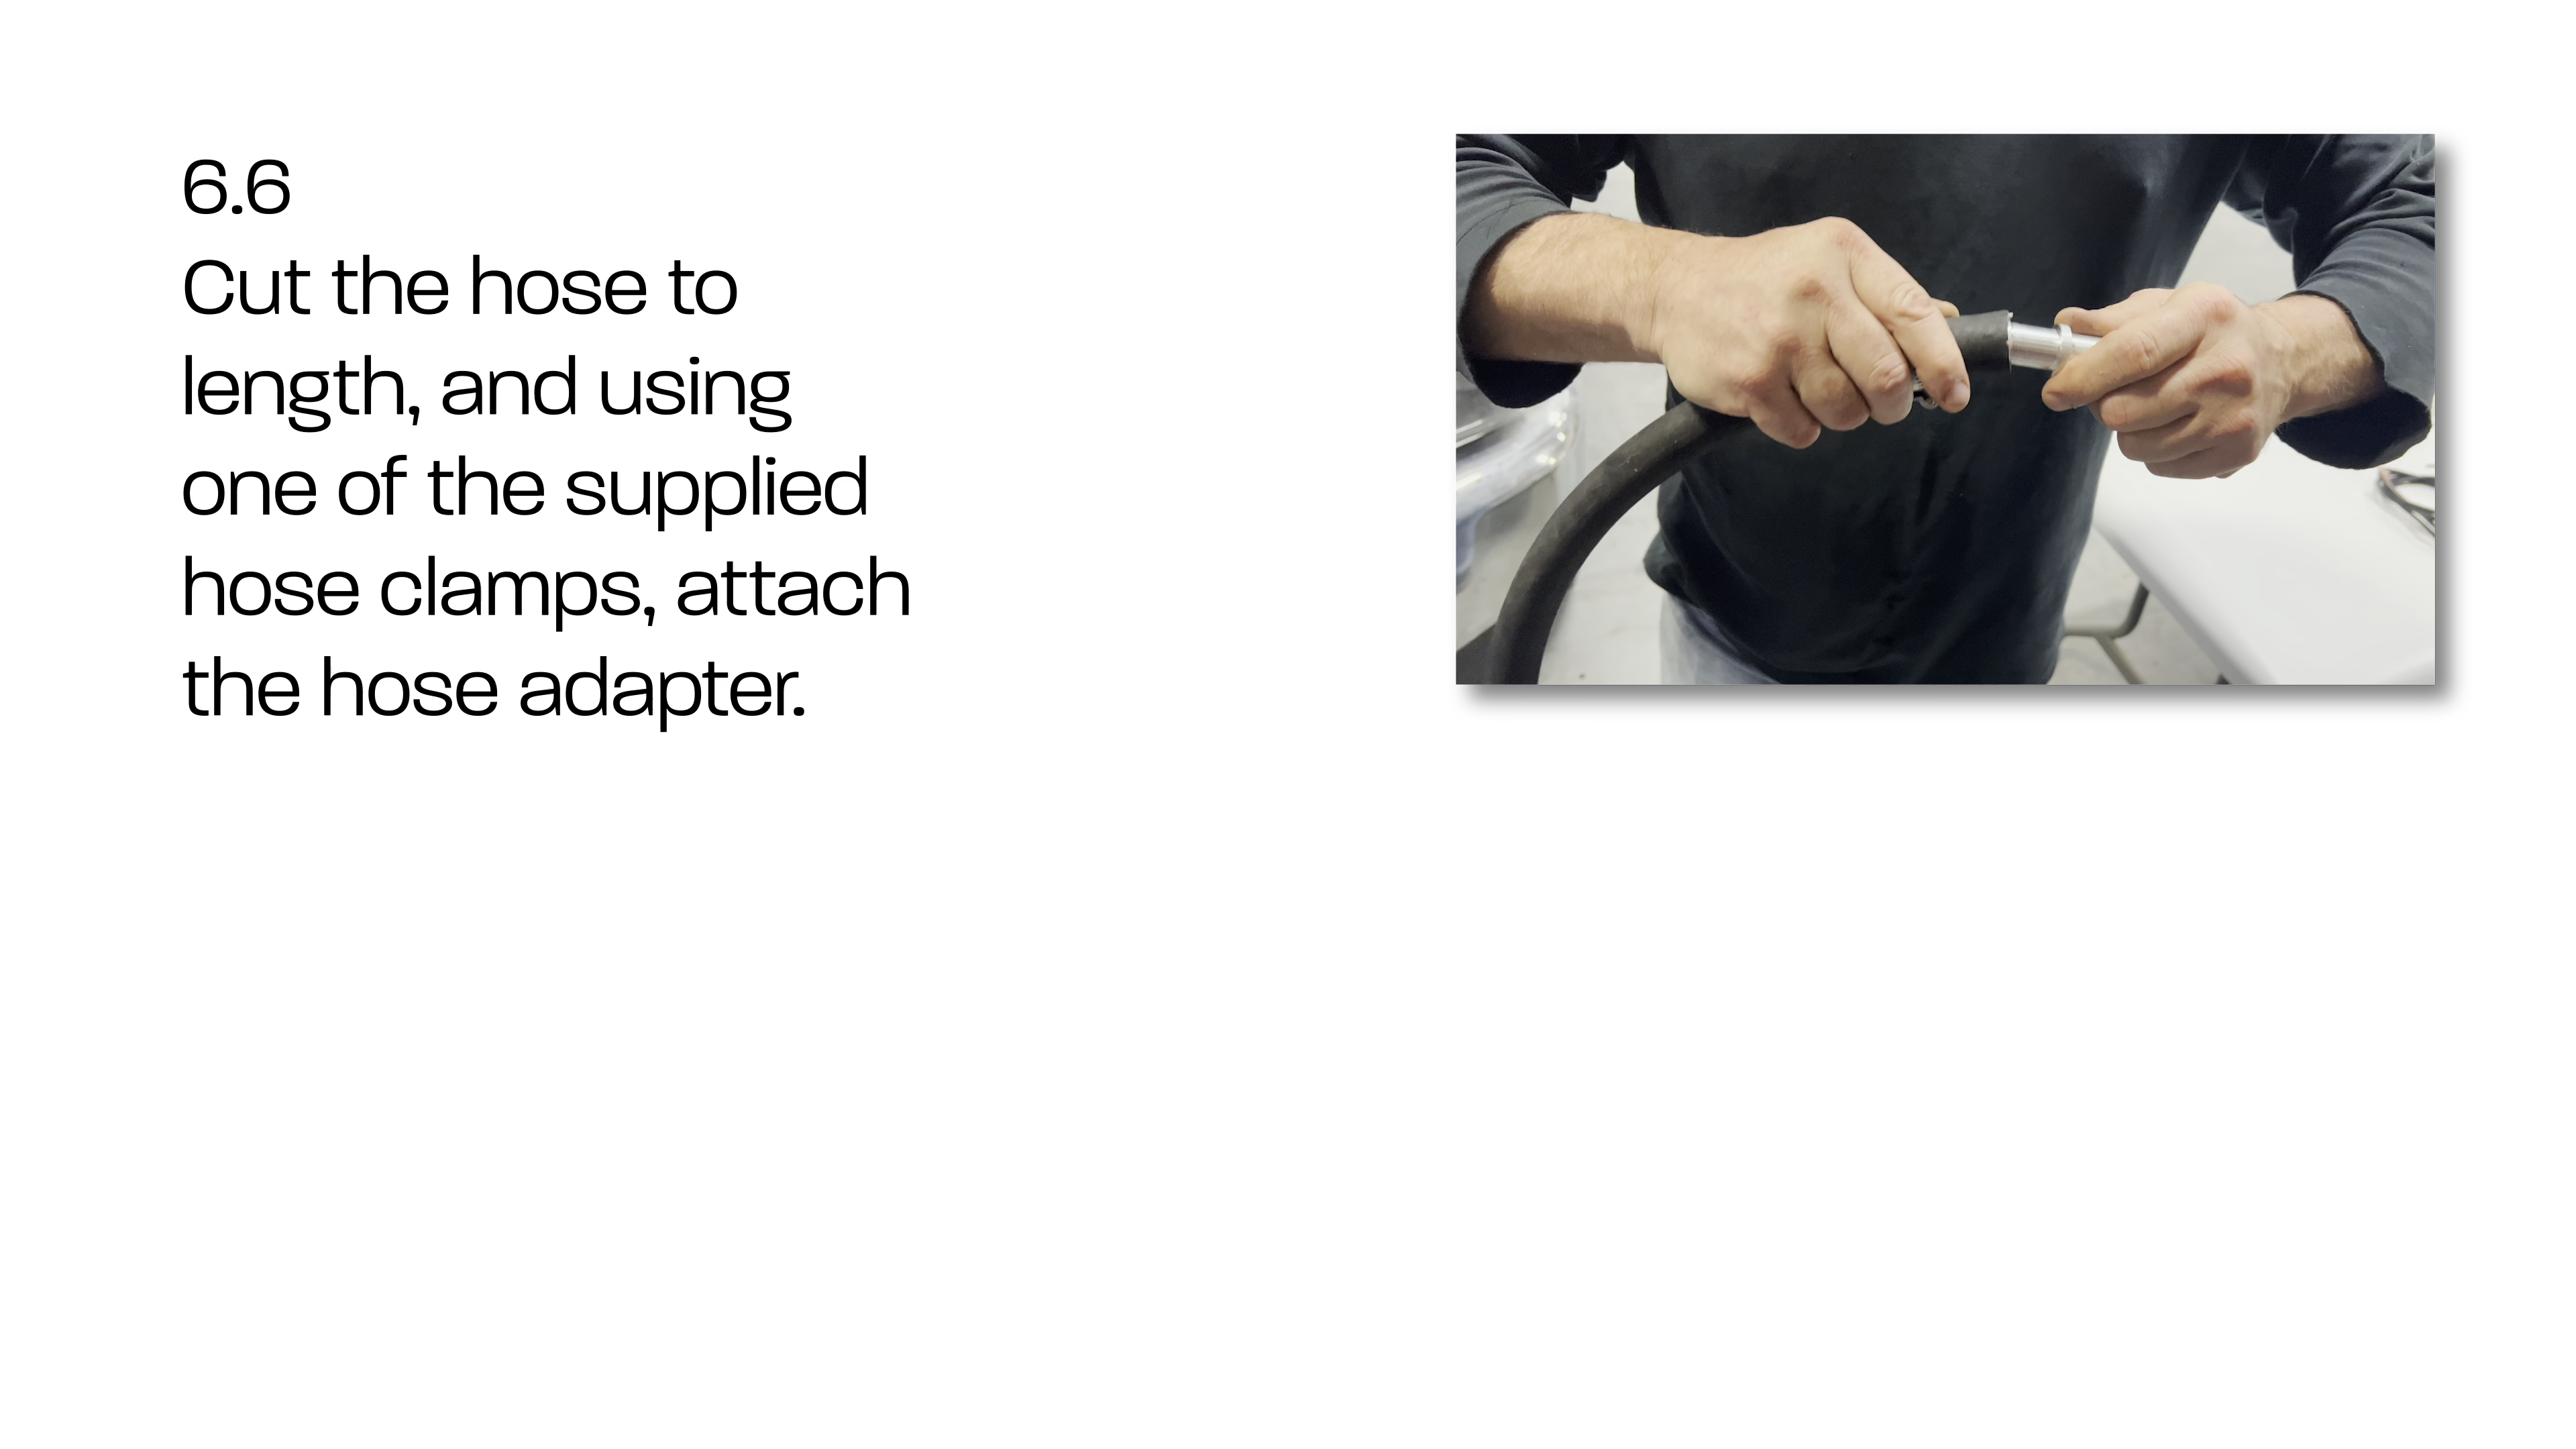 6.6
Cut the hose to
length, and using
one of the supplied
hose clamps, attach
the hose adapter.